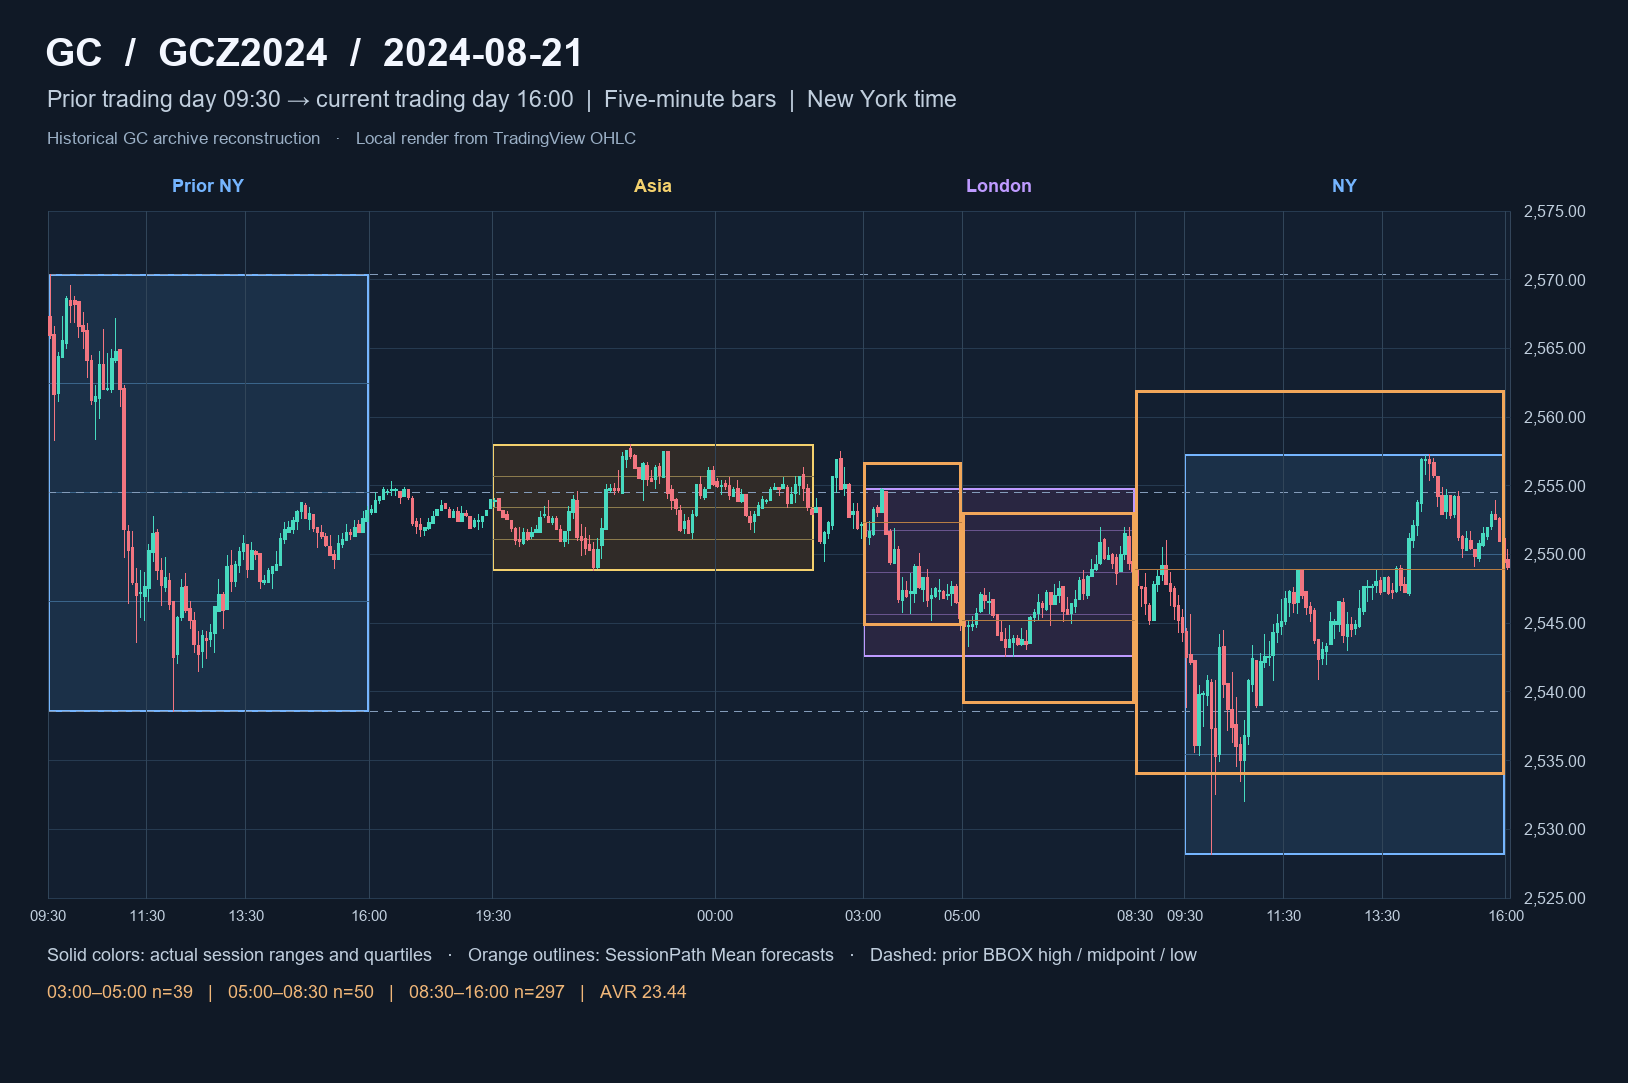 GC / GCZ2024 / 2024-08-21
Prior trading day 09:30 → current trading day 16:00 | Five-minute bars | New York time
Historical GC archive reconstruction · Local render from TradingView OHLC
Prior NY
Asia
London
NY
2,575.00
2,570.00
2,565.00
2,560.00
2,555.00
2,550.00
2,545.00
2,540.00
2,535.00
2,530.00
2,525.00
09:30 11:30 13:30 16:00 19:30 00:00 03:00 05:00 08:30 09:30 11:30 13:30 16:00
Solid colors: actual session ranges and quartiles · Orange outlines: SessionPath Mean forecasts · Dashed: prior BBOX high / midpoint / low
03:00–05:00 n=39 | 05:00–08:30 n=50 | 08:30–16:00 n=297 | AVR 23.44